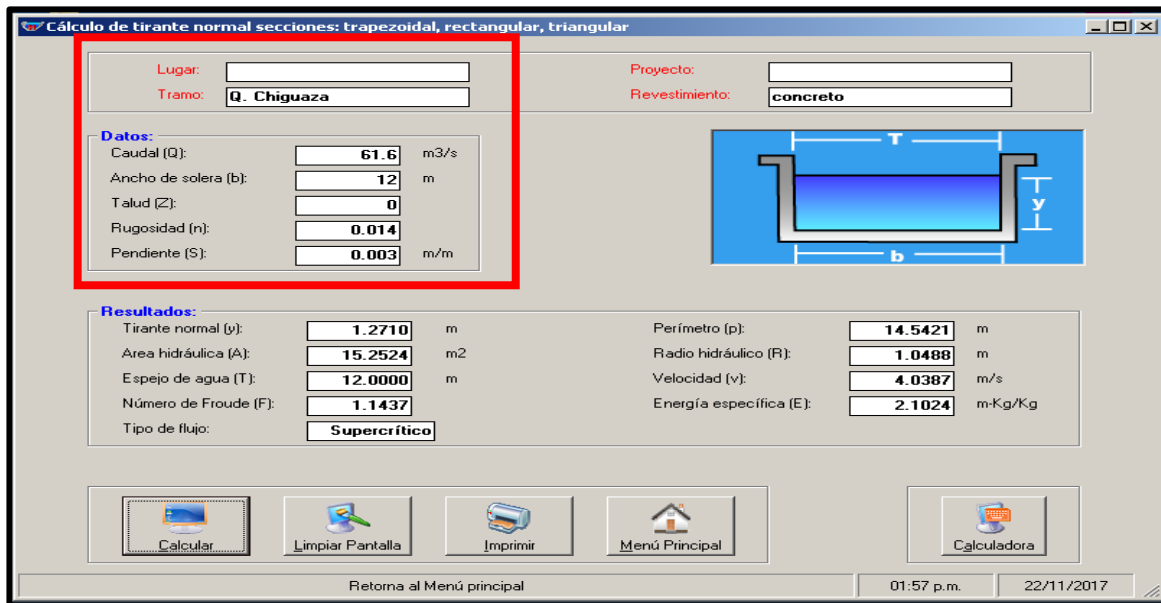 Cálculo de tirante normal secciones: trapezoidal, rectangular, triangular
Lugar:
Proyecto:
Tramo: Q. Chiguaza
Revestimiento: concreto
Datos:
Caudal (Q): 61.6 m3/s
Ancho de solera (b): 12 m
Talud (Z): 0
Rugosidad (n): 0.014
Pendiente (S): 0.003 m/m
T
y
b
Resultados:
Tirante normal (y): 1.2710 m Perímetro (p): 14.5421 m
Area hidráulica (A): 15.2524 m2 Radio hidráulico (R): 1.0488 m
Espejo de agua (T): 12.0000 m Velocidad (v): 4.0387 m/s
Número de Froude (F): 1.1437 Energía específica (E): 2.1024 m-Kg/Kg
Tipo de flujo: Supercrítico
Calcular Limpiar Pantalla Imprimir Menú Principal Calculadora
Retorna al Menú principal 01:57 p.m. 22/11/2017